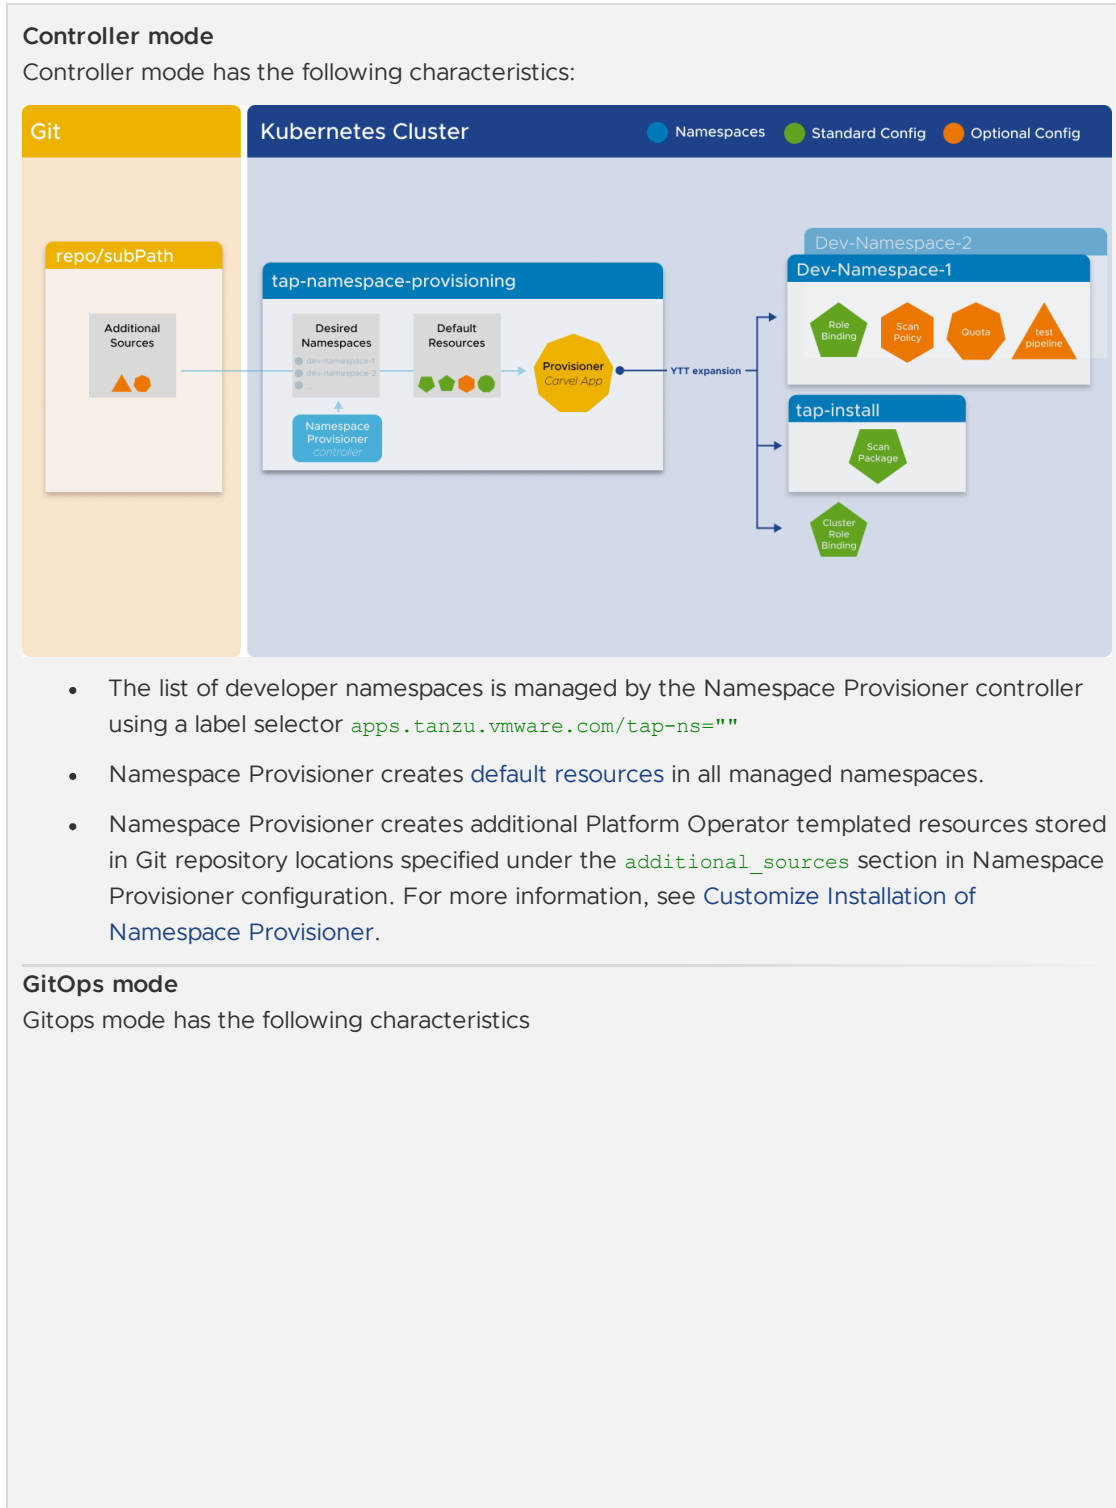 Controller mode
Controller mode has the following characteristics:
Git
Kubernetes Cluster
Namespaces
Standard Config
Optional Config
repo/subPath
Additional
Sources
tap-namespace-provisioning
Desired
Namespaces
dev-namespace-1
dev-namespace-2
...
Default
Resources
Namespace
Provisioner
controller
Provisioner
Carvel App
YTT expansion
Dev-Namespace-2
Dev-Namespace-1
Role
Binding
Scan
Policy
Quota
test
pipeline
tap-install
Scan
Package
Cluster
Role
Binding
• The list of developer namespaces is managed by the Namespace Provisioner controller
using a label selector apps.tanzu.vmware.com/tap-ns=""
• Namespace Provisioner creates default resources in all managed namespaces.
• Namespace Provisioner creates additional Platform Operator templated resources stored
in Git repository locations specified under the additional_sources section in Namespace
Provisioner configuration. For more information, see Customize Installation of
Namespace Provisioner.
GitOps mode
Gitops mode has the following characteristics